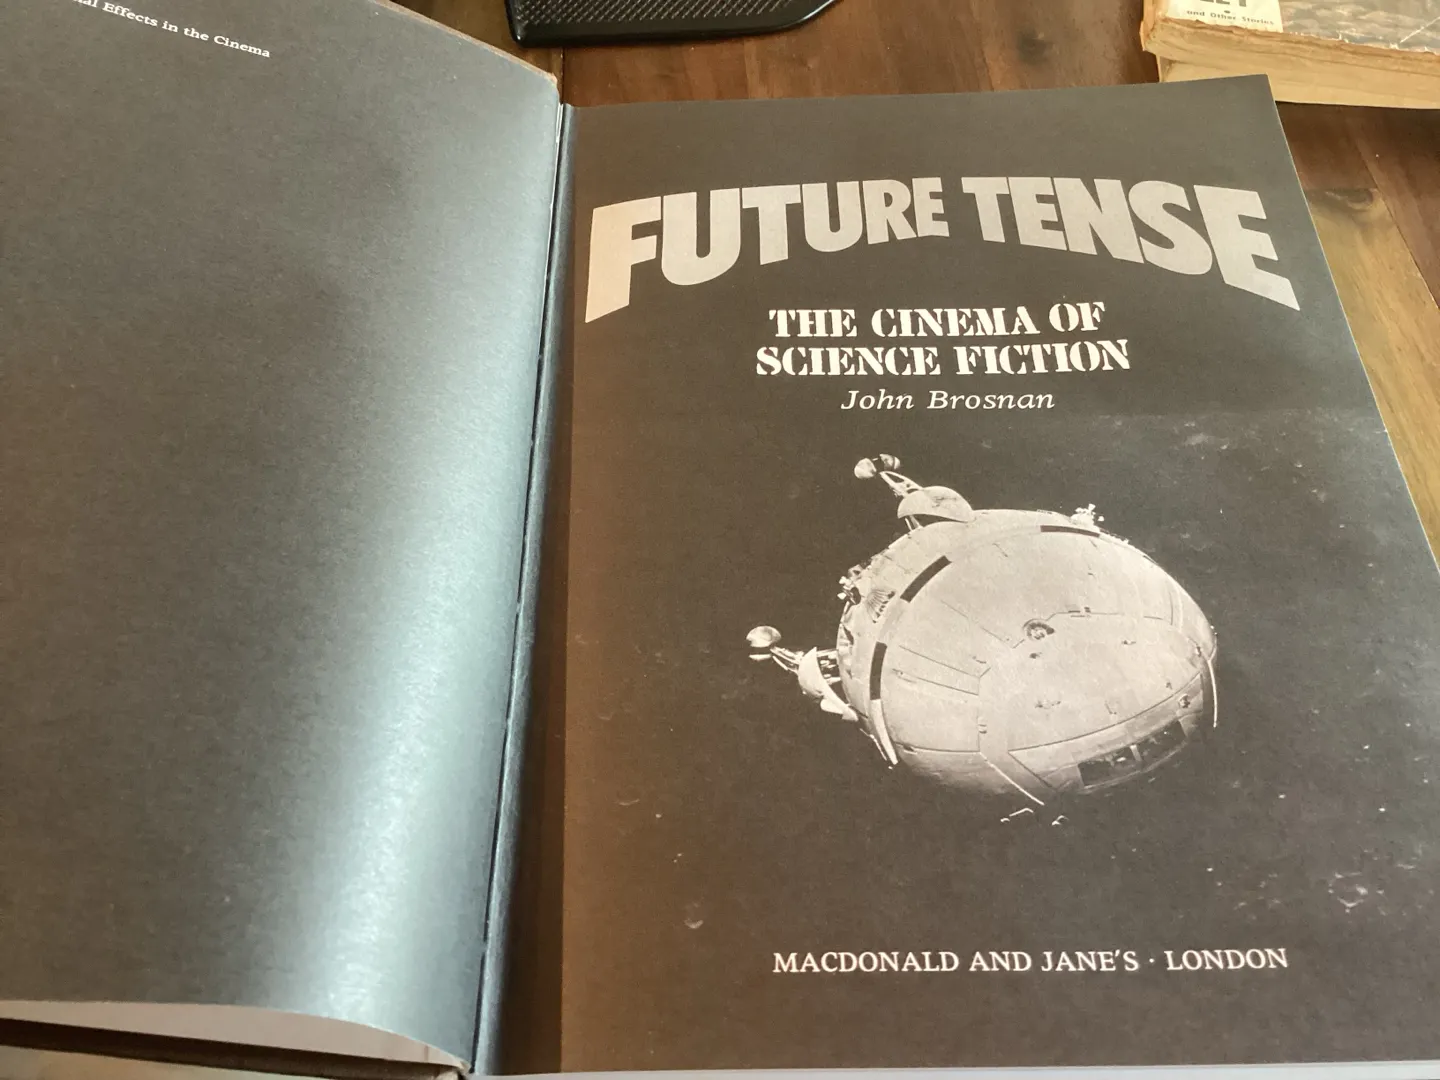 Effects in the Cinema
and Other Stories
FUTURE TENSE
THE CINEMA OF
SCIENCE FICTION
John Brosnan
MACDONALD AND JANE'S · LONDON